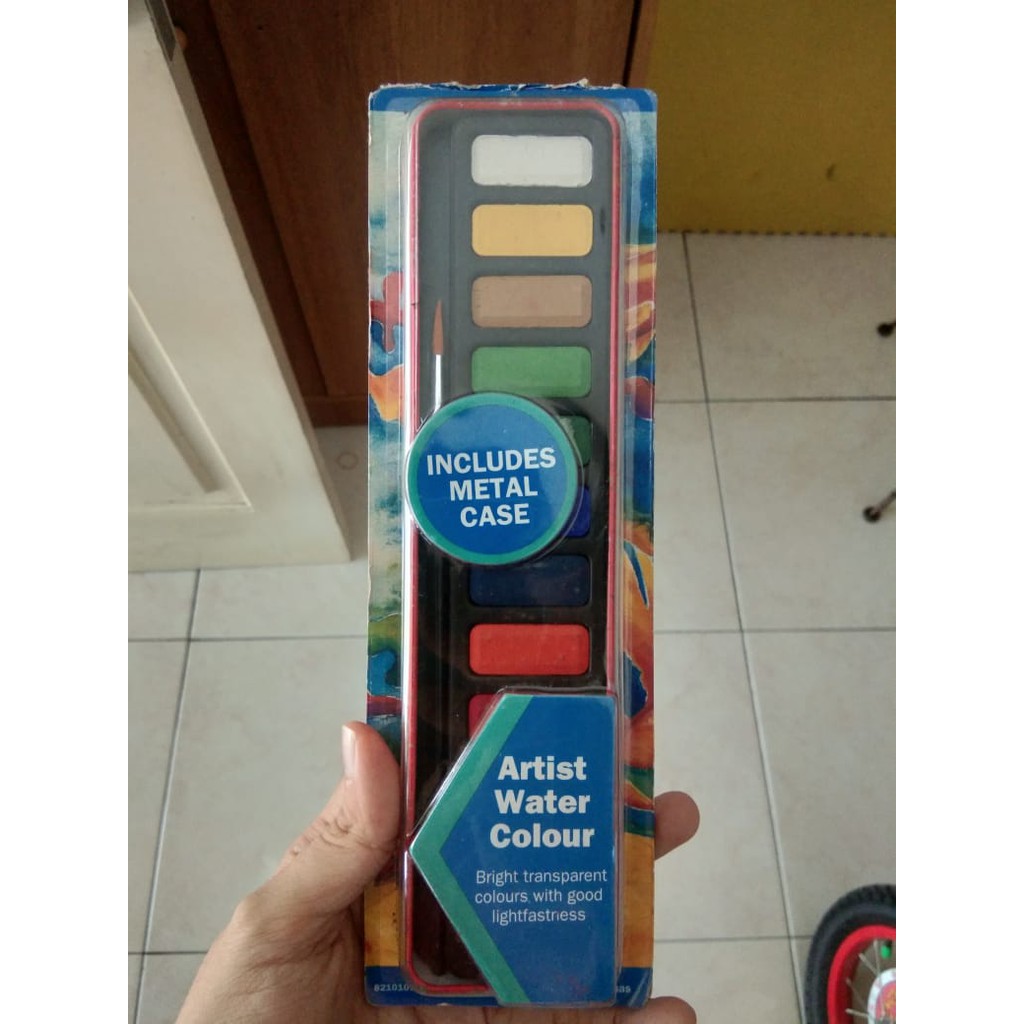 INCLUDES
METAL
CASE
Artist
Water
Colour
Bright transparent
colours with good
lightfastness